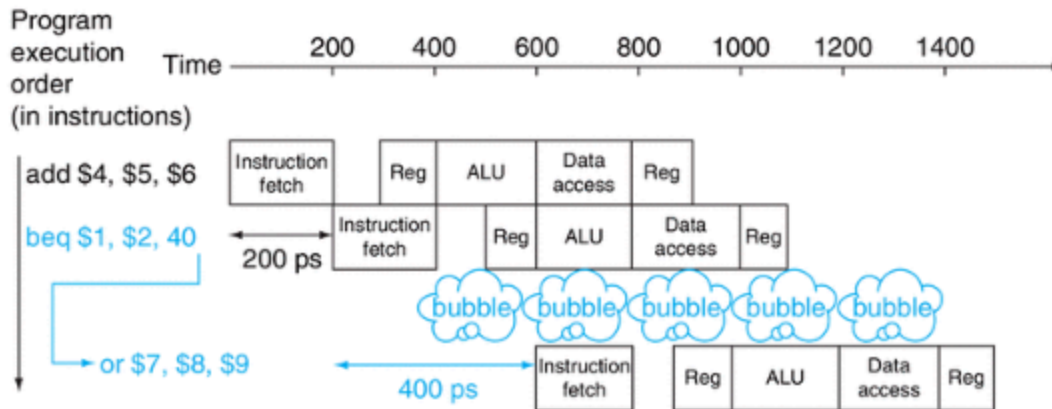 Program
execution
order
(in instructions)
Time
200 400 600 800 1000 1200 1400
add $4, $5, $6
Instruction
fetch
Reg
ALU
Data
access
Reg
beq $1, $2, 40
200 ps
Instruction
fetch
Reg
ALU
Data
access
Reg
bubble bubble bubble bubble bubble
or $7, $8, $9
400 ps
Instruction
fetch
Reg
ALU
Data
access
Reg